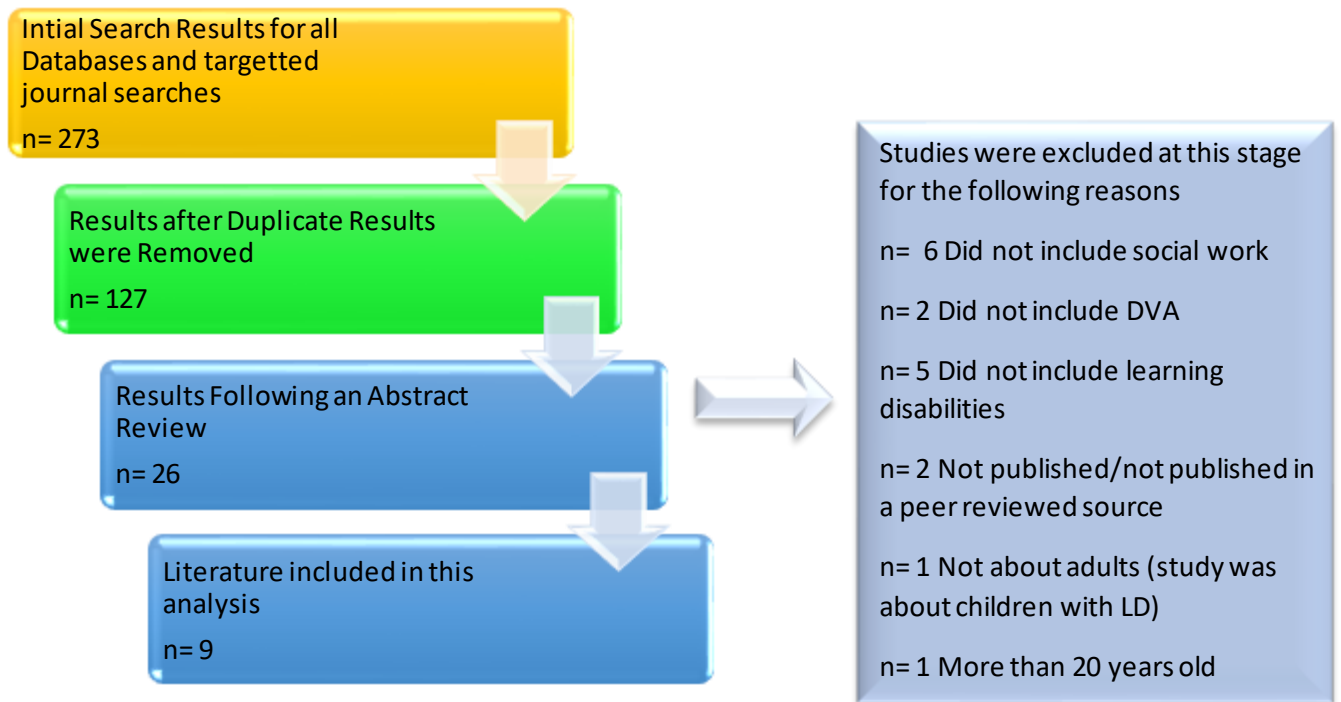 Intial Search Results for all
Databases and targetted
journal searches
n= 273
Results after Duplicate Results
were Removed
n= 127
Results Following an Abstract
Review
n= 26
Literature included in this
analysis
n= 9
Studies were excluded at this stage
for the following reasons
n= 6 Did not include social work
n= 2 Did not include DVA
n= 5 Did not include learning
disabilities
n= 2 Not published/not published in
a peer reviewed source
n= 1 Not about adults (study was
about children with LD)
n= 1 More than 20 years old